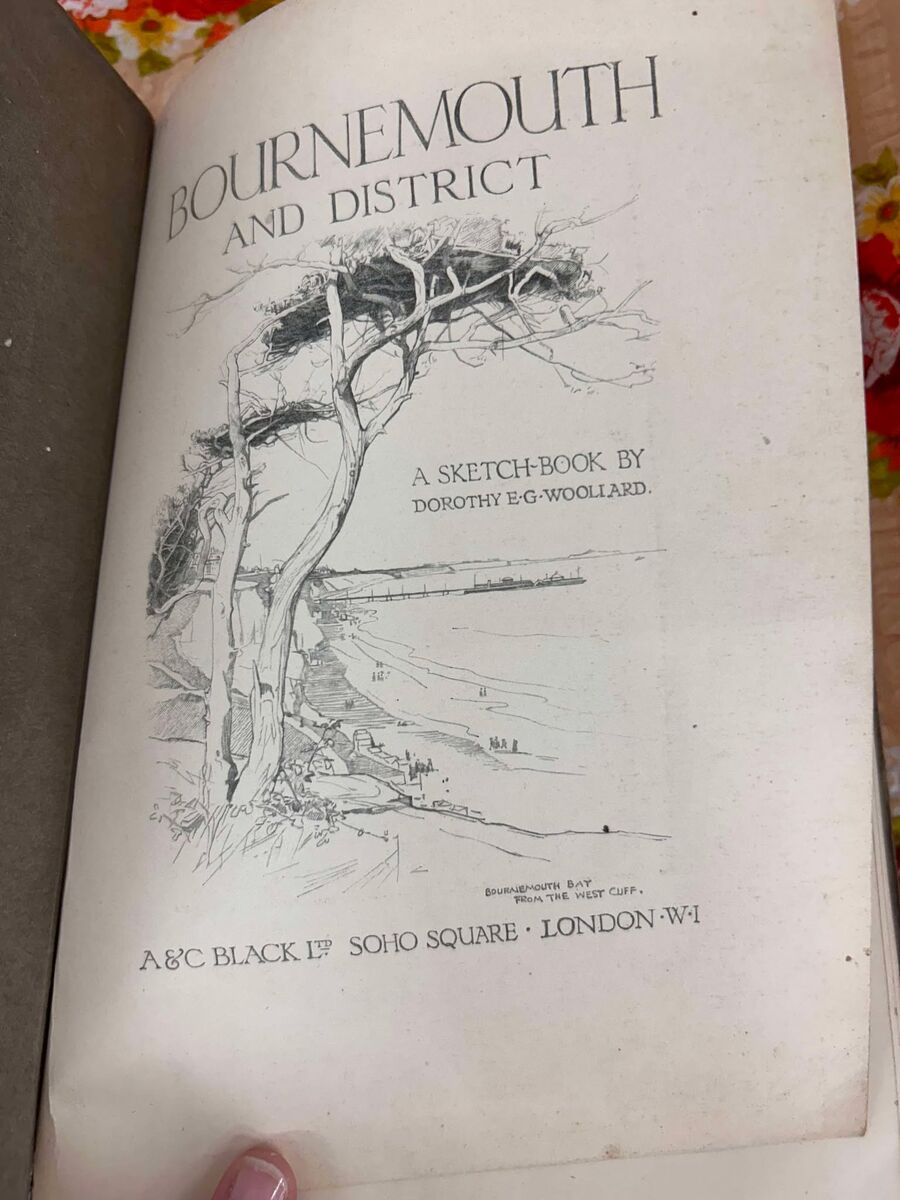 BOURNEMOUTH
AND DISTRICT
A SKETCH-BOOK BY
DOROTHY E·G·WOOLLARD.
BOURNEMOUTH BAY
FROM THE WEST CLIFF.
A&C BLACK LTD SOHO SQUARE · LONDON·W·I